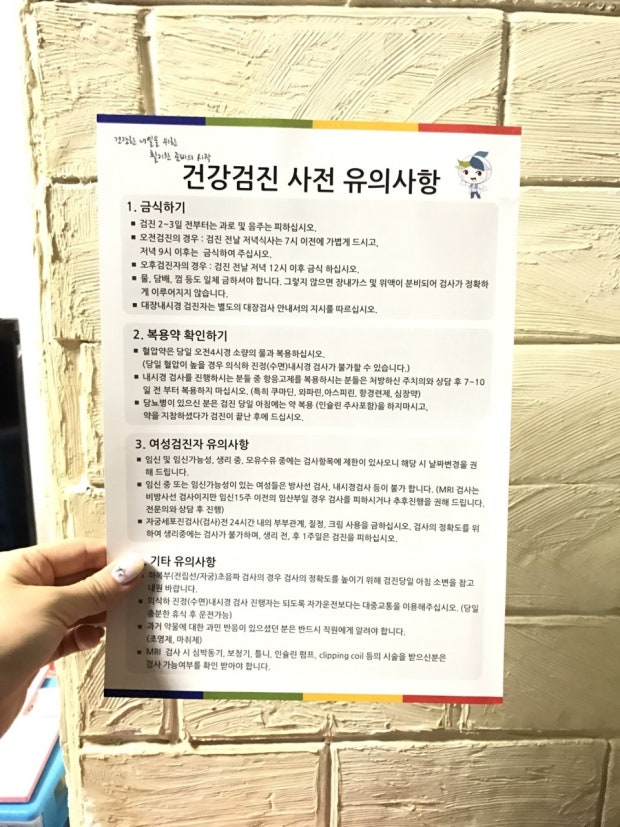 건강한 내일을 위한
활기찬 준비의 시작
건강검진 사전 유의사항
1. 금식하기
■ 검진 2~3일 전부터는 과로 및 음주는 피하십시오.
■ 오전검진의 경우 : 검진 전날 저녁식사는 7시 이전에 가볍게 드시고,
저녁 9시 이후는 금식하여 주십시오.
■ 오후검진자의 경우 : 검진 전날 저녁 12시 이후 금식 하십시오.
■ 물, 담배, 껌 등도 일체 금하셔야 합니다. 그렇지 않으면 장내가스 및 위액이 분비되어 검사가 정확하
게 이루어지지 않습니다.
■ 대장내시경 검진자는 별도의 대장검사 안내서의 지시를 따르십시오.
2. 복용약 확인하기
■ 혈압약은 당일 오전4시경 소량의 물과 복용하십시오.
(당일 혈압이 높을 경우 의식하 진정(수면)내시경 검사가 불가할 수 있습니다.)
■ 내시경 검사를 진행하시는 분들 중 항응고제를 복용하시는 분들은 처방하신 주치의와 상담 후 7~10
일 전 부터 복용하지 마십시오. (특히 쿠마딘, 와파린,아스피린, 항경련제, 심장약)
■ 당뇨병이 있으신 분은 검진 당일 아침에는 약 복용 (인슐린 주사포함)을 하지마시고,
약을 지참하셨다가 검진이 끝난 후에 드십시오.
3. 여성검진자 유의사항
■ 임신 및 임신가능성, 생리 중, 모유수유 중에는 검사항목에 제한이 있사오니 해당 시 날짜변경을 권
해 드립니다.
■ 임신 중 또는 임신가능성이 있는 여성들은 방사선 검사, 내시경검사 등이 불가 합니다. (MRI 검사는
비방사선 검사이지만 임신15주 이전의 임산부일 경우 검사를 피하시거나 추후진행을 권해 드립니다.
전문의와 상담 후 진행)
■ 자궁세포진검사(검사)전 24시간 내의 부부관계, 질정, 크림 사용을 금하십시오. 검사의 정확도를 위
하여 생리중에는 검사가 불가하며, 생리 전, 후 1주일은 검진을 피하십시오.
기타 유의사항
하복부(전립선/자궁)초음파 검사의 경우 검사의 정확도를 높이기 위해 검진당일 아침 소변을 참고
내원 바랍니다.
■ 의식하 진정(수면)내시경 검사 진행자는 되도록 자가운전보다는 대중교통을 이용해주십시오. (당일
충분한 휴식 후 운전가능)
■ 과거 약물에 대한 과민 반응이 있으셨던 분은 반드시 직원에게 알려야 합니다.
(조영제, 마취제)
■ MRI 검사 시 심박동기, 보청기, 틀니, 인슐린 펌프, clipping coil 등의 시술을 받으신분은
검사 가능여부를 확인 받아야 합니다.